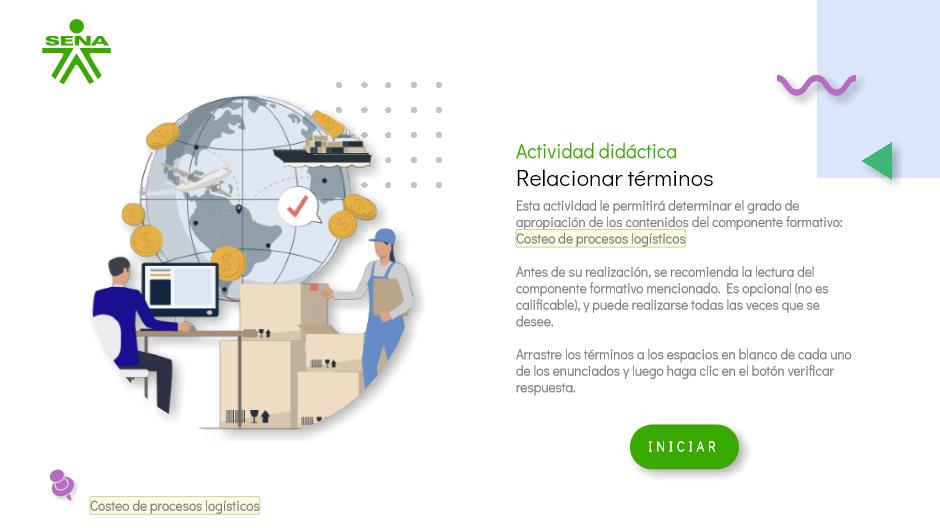 SENA
Actividad didáctica
Relacionar términos
Esta actividad le permitirá determinar el grado de
apropiación de los contenidos del componente formativo:
Costeo de procesos logísticos
Antes de su realización, se recomienda la lectura del
componente formativo mencionado. Es opcional (no es
calificable), y puede realizarse todas las veces que se
desee.
Arrastre los términos a los espacios en blanco de cada uno
de los enunciados y luego haga clic en el botón verificar
respuesta.
INICIAR
Costeo de procesos logísticos